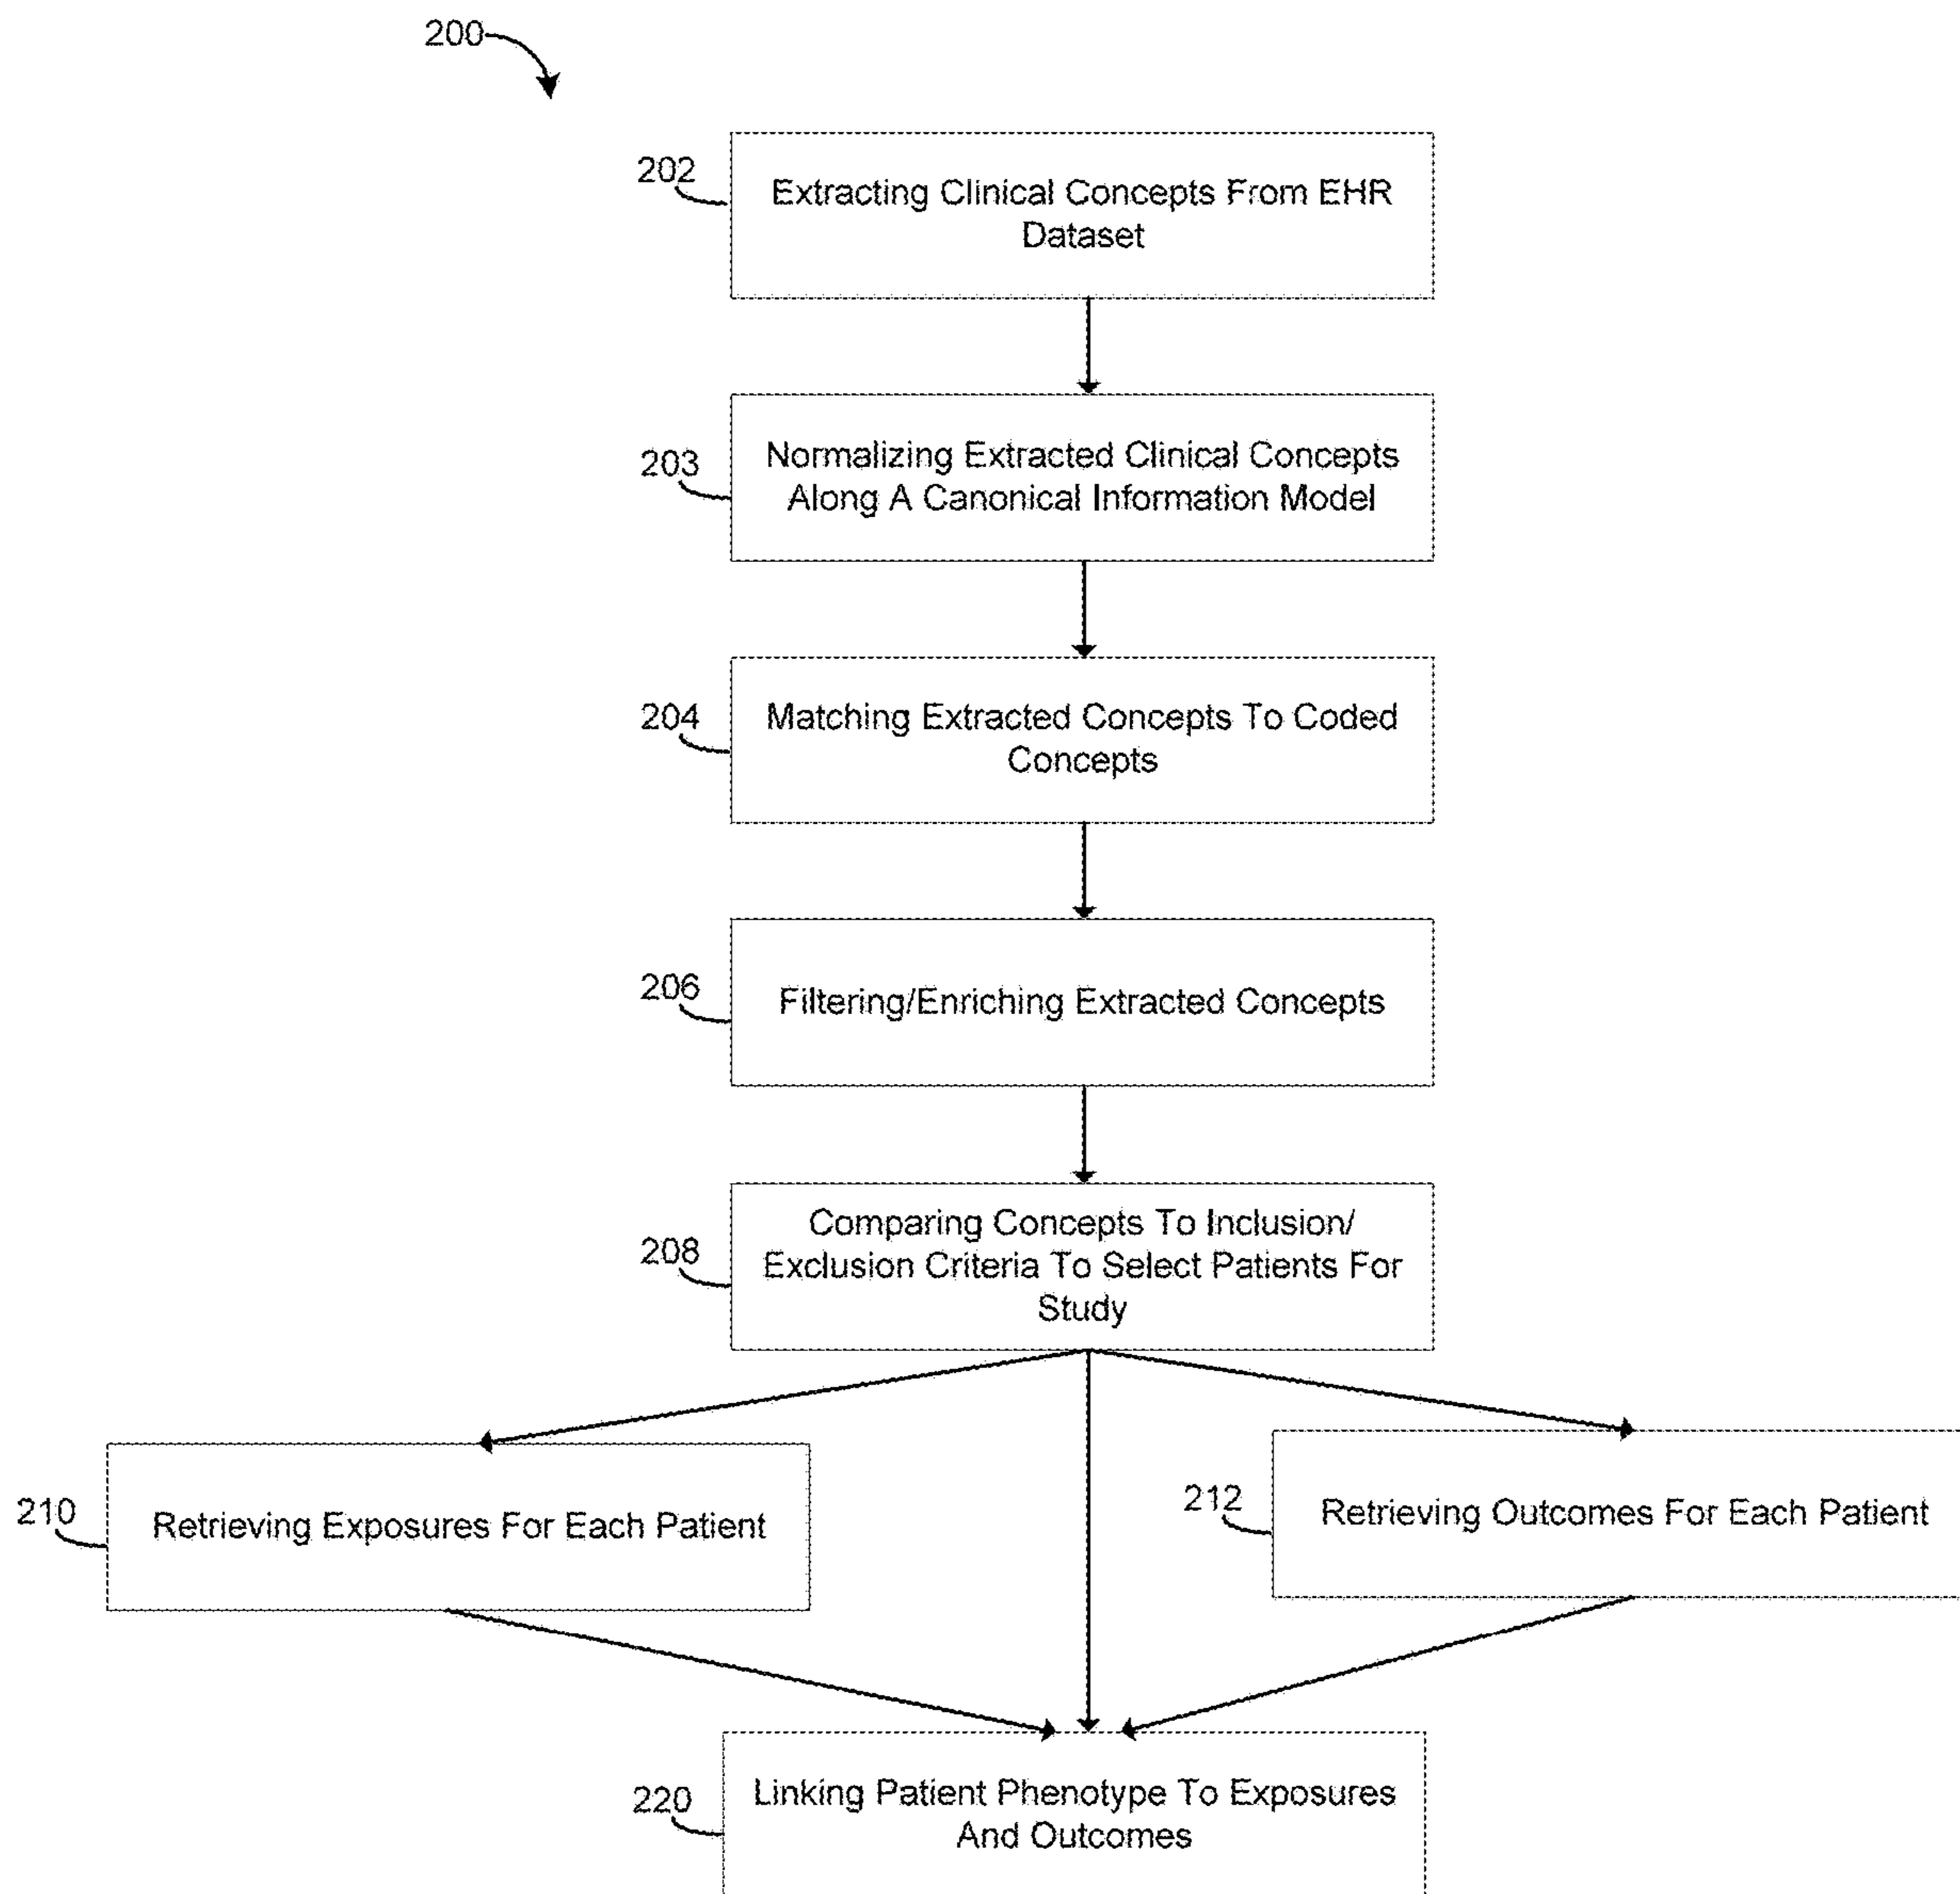 200
202
Extracting Clinical Concepts From EHR
Dataset
203
Normalizing Extracted Clinical Concepts
Along A Canonical Information Model
204
Matching Extracted Concepts To Coded
Concepts
206
Filtering/Enriching Extracted Concepts
208
Comparing Concepts To Inclusion/
Exclusion Criteria To Select Patients For
Study
210
Retrieving Exposures For Each Patient
212
Retrieving Outcomes For Each Patient
220
Linking Patient Phenotype To Exposures
And Outcomes